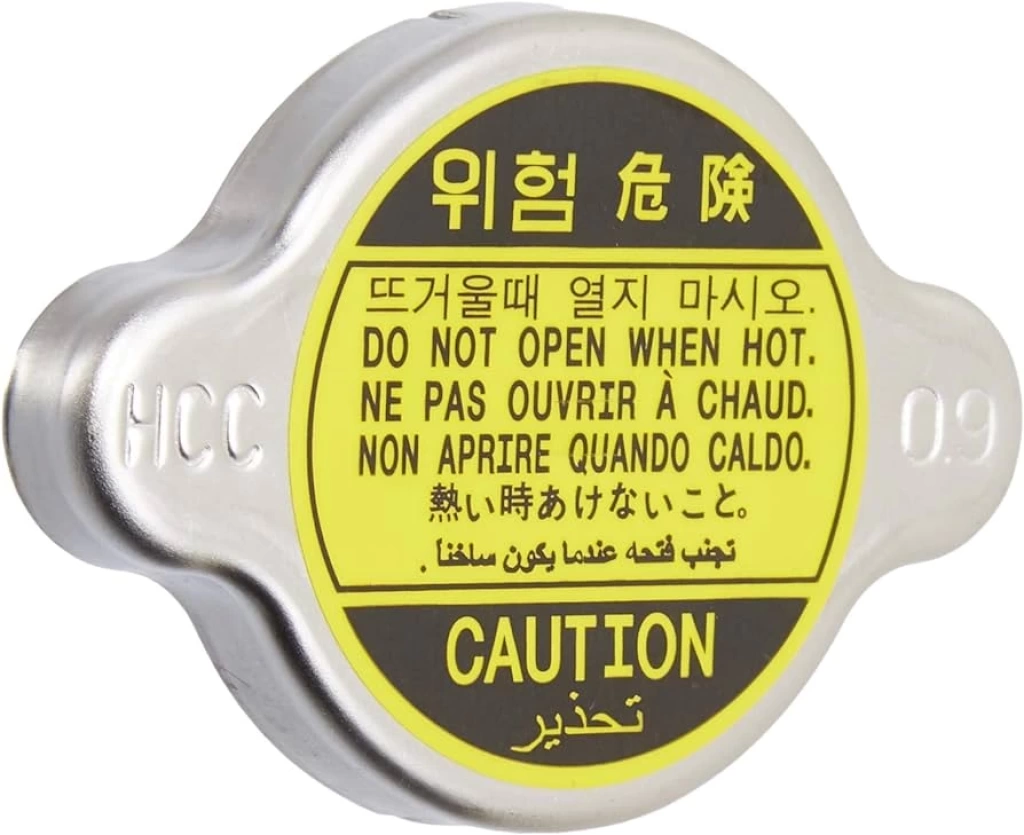 위험 危険
뜨거울때 열지 마시오.
DO NOT OPEN WHEN HOT.
NE PAS OUVRIR À CHAUD.
NON APRIRE QUANDO CALDO.
熱い時あけないこと。
تجنب فتحه عندما يكون ساخناً .
CAUTION
تحذير
HCC
0.9